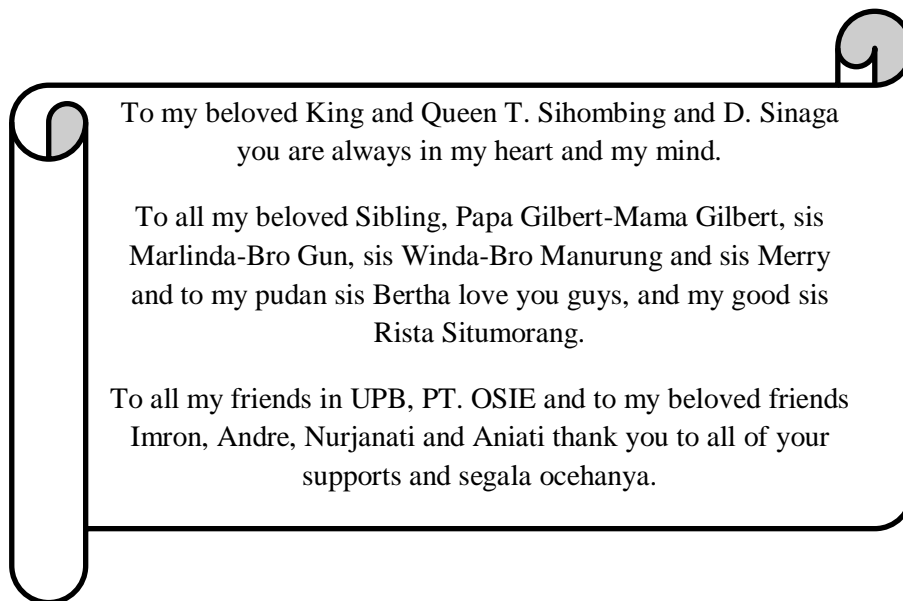 To my beloved King and Queen T. Sihombing and D. Sinaga
you are always in my heart and my mind.
To all my beloved Sibling, Papa Gilbert-Mama Gilbert, sis
Marlinda-Bro Gun, sis Winda-Bro Manurung and sis Merry
and to my pudan sis Bertha love you guys, and my good sis
Rista Situmorang.
To all my friends in UPB, PT. OSIE and to my beloved friends
Imron, Andre, Nurjanati and Aniati thank you to all of your
supports and segala ocehanya.